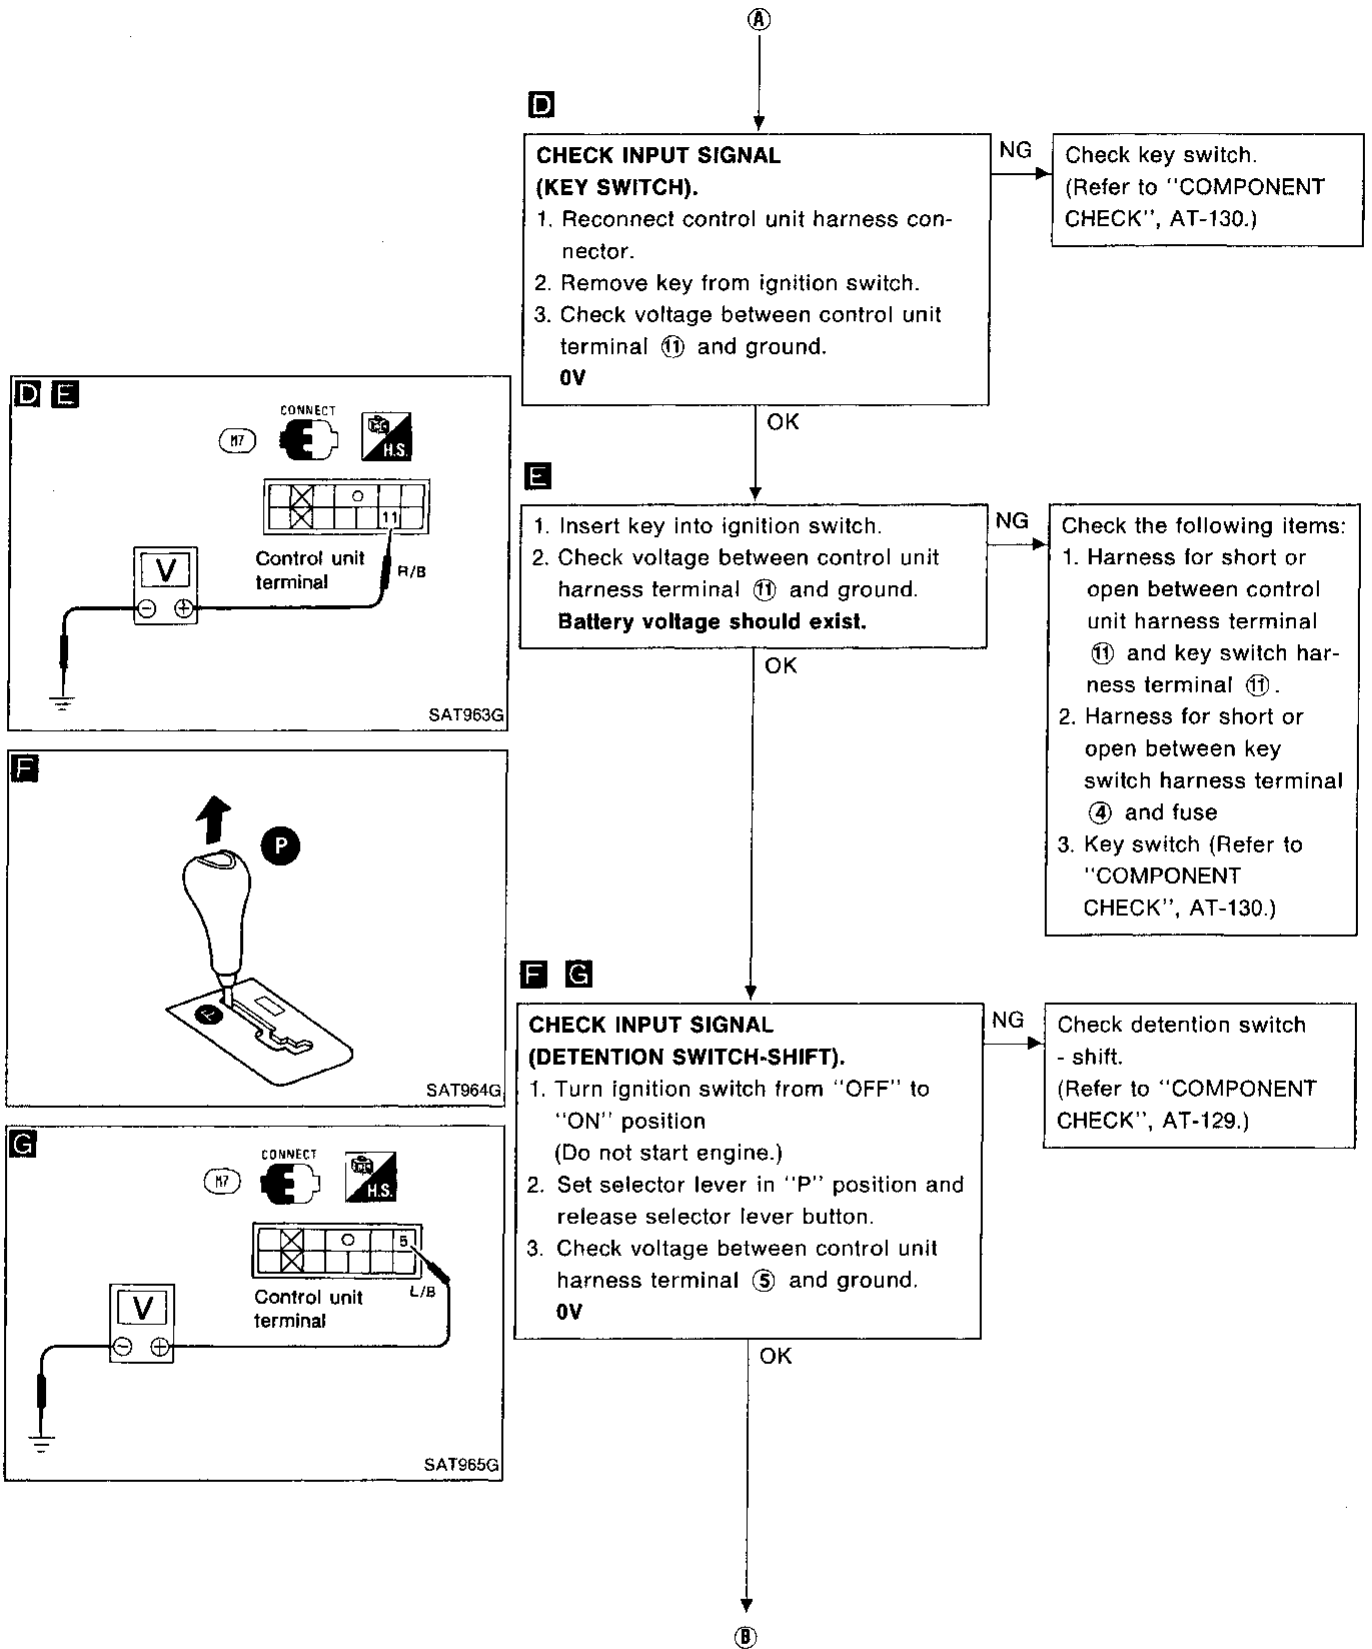 A
D
CHECK INPUT SIGNAL
(KEY SWITCH).
1. Reconnect control unit harness con-
nector.
2. Remove key from ignition switch.
3. Check voltage between control unit
terminal ⑪ and ground.
0V
NG
Check key switch.
(Refer to "COMPONENT
CHECK", AT-130.)
OK
D E
CONNECT
M7
H.S.
11
Control unit
terminal
R/B
V
⊖ ⊕
SAT963G
E
1. Insert key into ignition switch.
2. Check voltage between control unit
harness terminal ⑪ and ground.
Battery voltage should exist.
NG
Check the following items:
1. Harness for short or
open between control
unit harness terminal
⑪ and key switch har-
ness terminal ⑪.
2. Harness for short or
open between key
switch harness terminal
④ and fuse
3. Key switch (Refer to
"COMPONENT
CHECK", AT-130.)
OK
F
P
P
SAT964G
F G
CHECK INPUT SIGNAL
(DETENTION SWITCH-SHIFT).
1. Turn ignition switch from "OFF" to
"ON" position
(Do not start engine.)
2. Set selector lever in "P" position and
release selector lever button.
3. Check voltage between control unit
harness terminal ⑤ and ground.
0V
NG
Check detention switch
- shift.
(Refer to "COMPONENT
CHECK", AT-129.)
OK
G
CONNECT
M7
H.S.
5
Control unit
terminal
L/B
V
⊖ ⊕
SAT965G
B